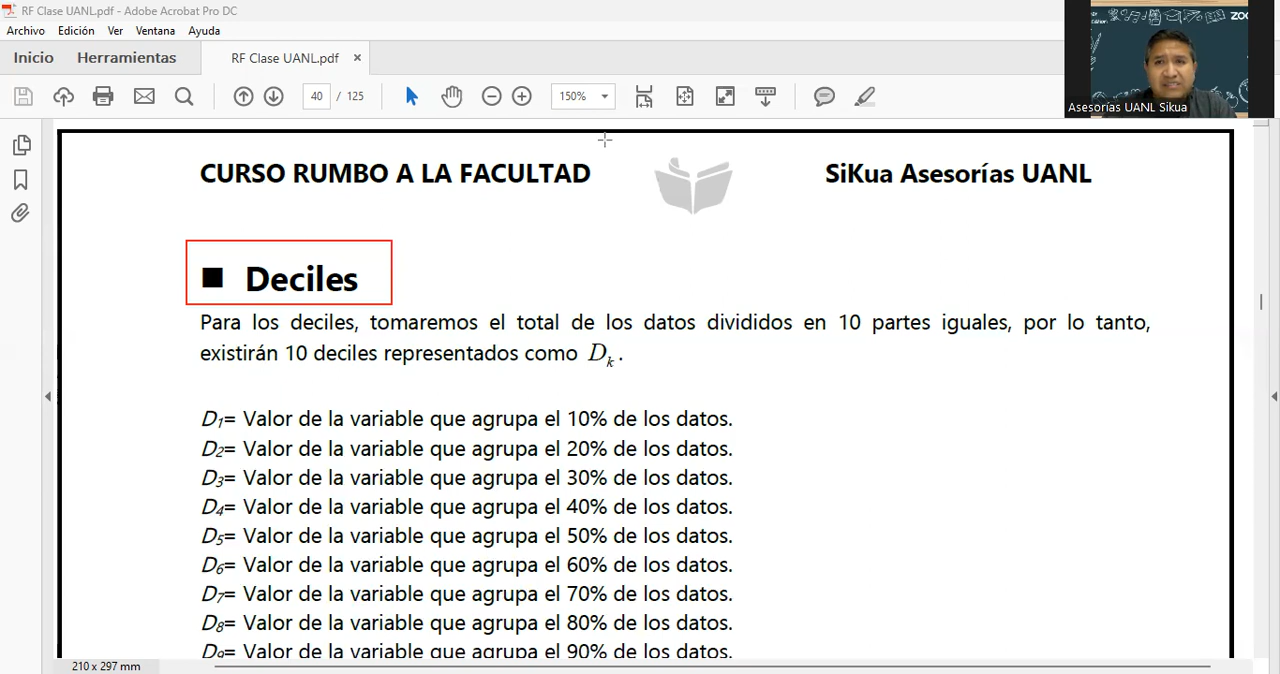 RF Clase UANL.pdf - Adobe Acrobat Pro DC
Archivo Edición Ver Ventana Ayuda
Inicio Herramientas RF Clase UANL.pdf ×
40 / 125 150%
zoo
Asesorías UANL Sikua
CURSO RUMBO A LA FACULTAD SiKua Asesorías UANL
■ Deciles
Para los deciles, tomaremos el total de los datos divididos en 10 partes iguales, por lo tanto,
existirán 10 deciles representados como Dk.
D1= Valor de la variable que agrupa el 10% de los datos.
D2= Valor de la variable que agrupa el 20% de los datos.
D3= Valor de la variable que agrupa el 30% de los datos.
D4= Valor de la variable que agrupa el 40% de los datos.
D5= Valor de la variable que agrupa el 50% de los datos.
D6= Valor de la variable que agrupa el 60% de los datos.
D7= Valor de la variable que agrupa el 70% de los datos.
D8= Valor de la variable que agrupa el 80% de los datos.
D9= Valor de la variable que agrupa el 90% de los datos.
210 x 297 mm